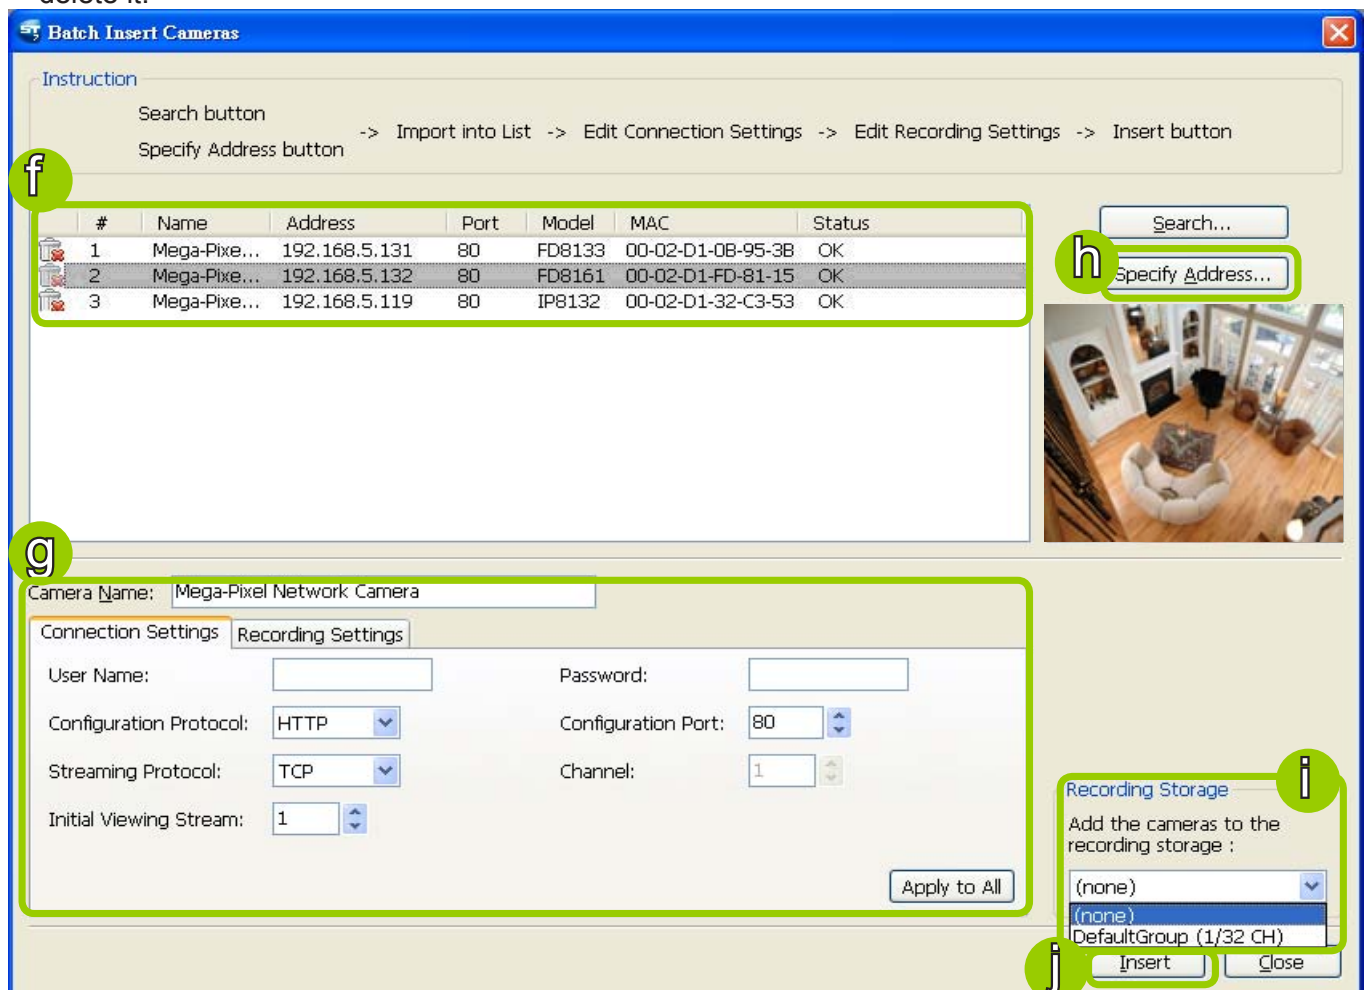 delete it.
Batch Insert Cameras
Instruction
Search button
Specify Address button
-> Import into List -> Edit Connection Settings -> Edit Recording Settings -> Insert button
f
# Name Address Port Model MAC Status
1 Mega-Pixe... 192.168.5.131 80 FD8133 00-02-D1-0B-95-3B OK
2 Mega-Pixe... 192.168.5.132 80 FD8161 00-02-D1-FD-81-15 OK
3 Mega-Pixe... 192.168.5.119 80 IP8132 00-02-D1-32-C3-53 OK
Search...
h
Specify Address...
g
Camera Name: Mega-Pixel Network Camera
Connection Settings Recording Settings
User Name: Password:
Configuration Protocol: HTTP Configuration Port: 80
Streaming Protocol: TCP Channel: 1
Initial Viewing Stream: 1
Apply to All
i
Recording Storage
Add the cameras to the
recording storage :
(none)
(none)
DefaultGroup (1/32 CH)
j
Insert Close